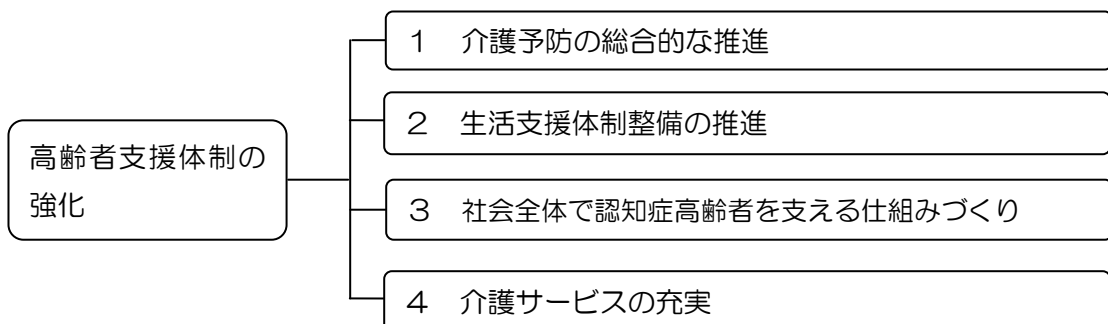 高齢者支援体制の
強化
１　介護予防の総合的な推進
２　生活支援体制整備の推進
３　社会全体で認知症高齢者を支える仕組みづくり
４　介護サービスの充実